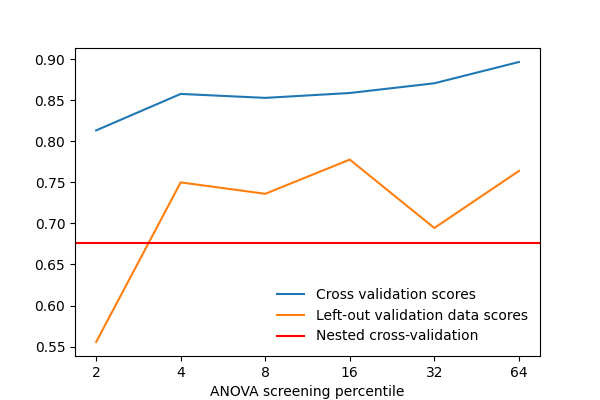 0.90
0.85
0.80
0.75
0.70
0.65
0.60
0.55
Cross validation scores
Left-out validation data scores
Nested cross-validation
2 4 8 16 32 64
ANOVA screening percentile